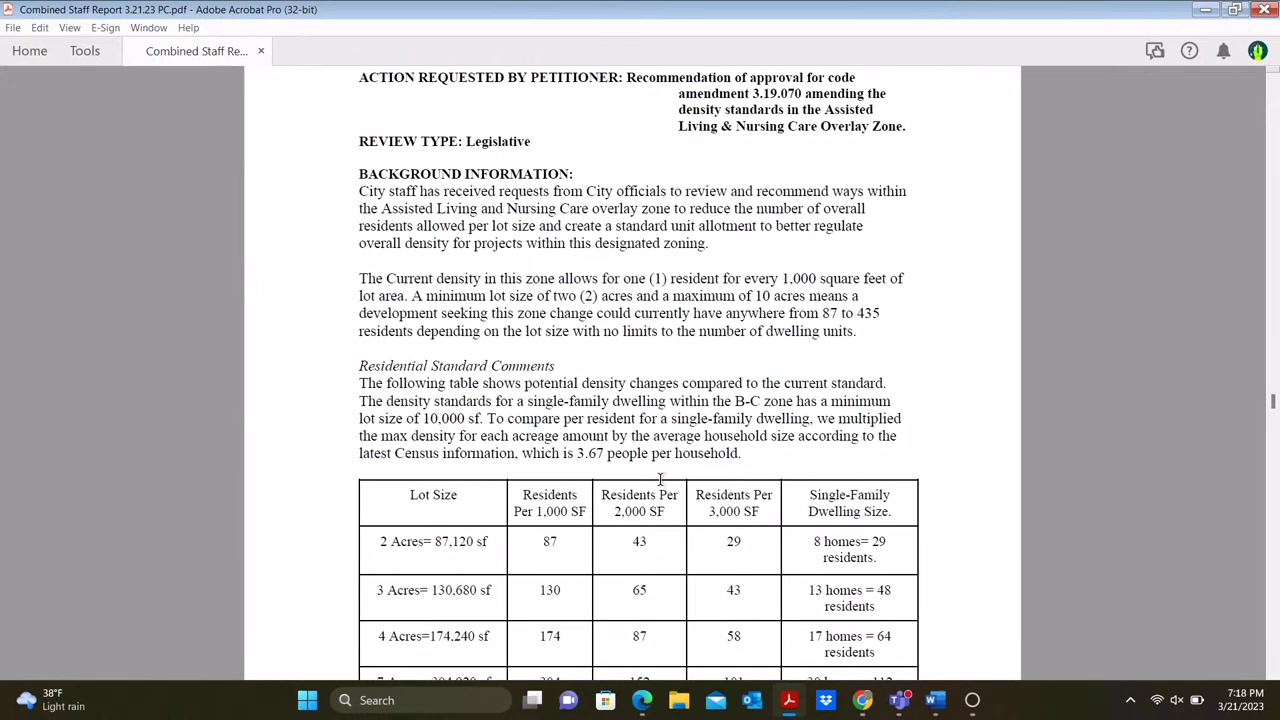 Combined Staff Report 3.21.23 PC.pdf - Adobe Acrobat Pro (32-bit)
File Edit View E-Sign Window Help
Home Tools Combined Staff Re... ×
ACTION REQUESTED BY PETITIONER: Recommendation of approval for code
amendment 3.19.070 amending the
density standards in the Assisted
Living & Nursing Care Overlay Zone.
REVIEW TYPE: Legislative
BACKGROUND INFORMATION:
City staff has received requests from City officials to review and recommend ways within
the Assisted Living and Nursing Care overlay zone to reduce the number of overall
residents allowed per lot size and create a standard unit allotment to better regulate
overall density for projects within this designated zoning.
The Current density in this zone allows for one (1) resident for every 1,000 square feet of
lot area. A minimum lot size of two (2) acres and a maximum of 10 acres means a
development seeking this zone change could currently have anywhere from 87 to 435
residents depending on the lot size with no limits to the number of dwelling units.
Residential Standard Comments
The following table shows potential density changes compared to the current standard.
The density standards for a single-family dwelling within the B-C zone has a minimum
lot size of 10,000 sf. To compare per resident for a single-family dwelling, we multiplied
the max density for each acreage amount by the average household size according to the
latest Census information, which is 3.67 people per household.
Lot Size Residents Residents Per Residents Per Single-Family
Per 1,000 SF 2,000 SF 3,000 SF Dwelling Size.
2 Acres= 87,120 sf 87 43 29 8 homes= 29
residents.
3 Acres= 130,680 sf 130 65 43 13 homes = 48
residents
4 Acres=174,240 sf 174 87 58 17 homes = 64
residents
38°F
Light rain
Search
7:18 PM
3/21/2023